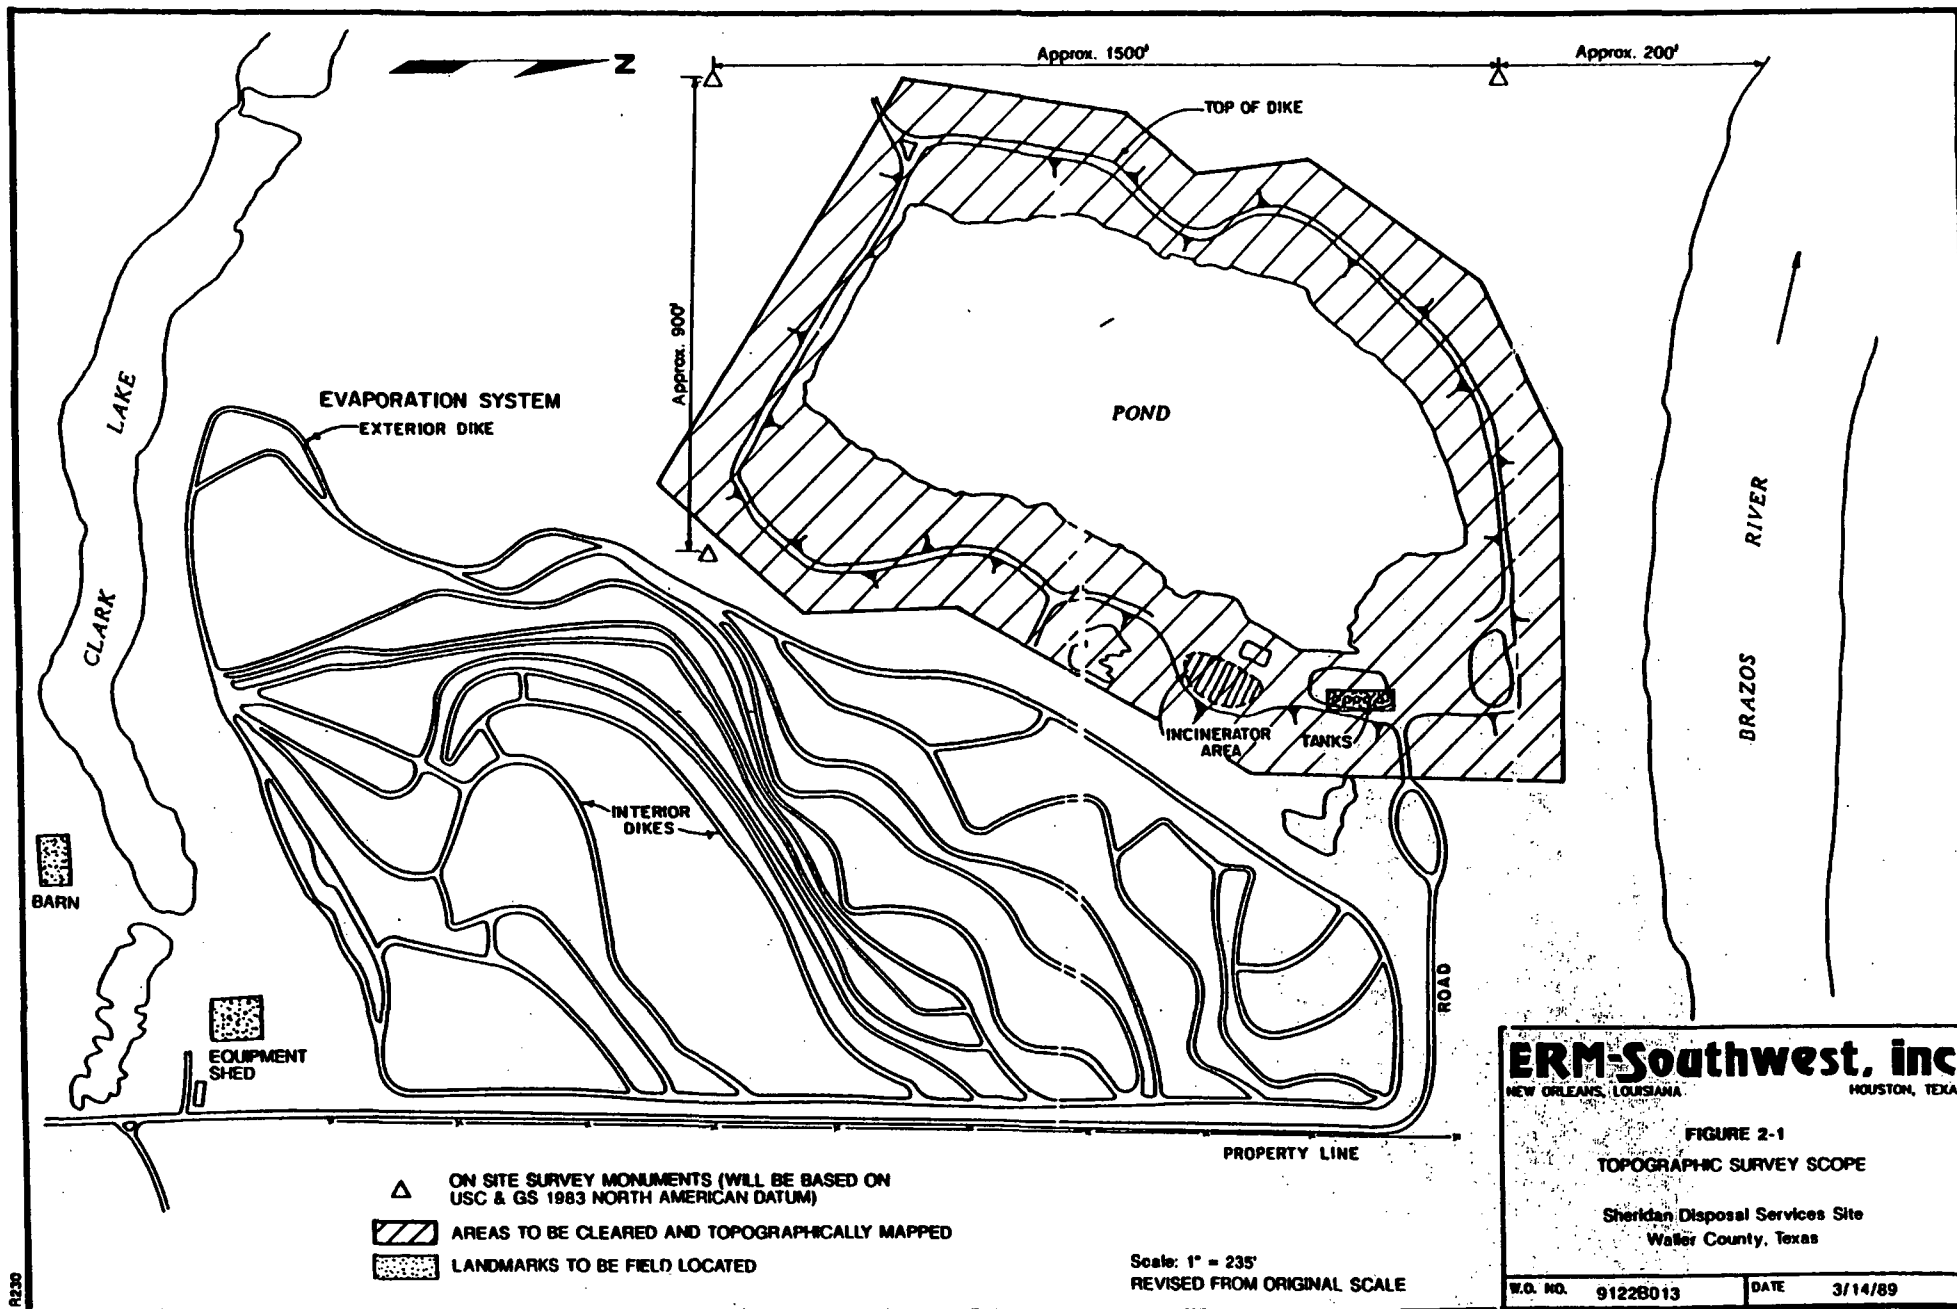 N
Approx. 1500'
Approx. 200'
TOP OF DIKE
Approx. 900'
EVAPORATION SYSTEM
EXTERIOR DIKE
LAKE
CLARK
POND
RIVER
BRAZOS
INCINERATOR
AREA
TANKS
INTERIOR
DIKES
BARN
EQUIPMENT
SHED
ROAD
PROPERTY LINE
ON SITE SURVEY MONUMENTS (WILL BE BASED ON
USC & GS 1983 NORTH AMERICAN DATUM)
AREAS TO BE CLEARED AND TOPOGRAPHICALLY MAPPED
LANDMARKS TO BE FIELD LOCATED
Scale: 1" = 235'
REVISED FROM ORIGINAL SCALE
ERM-Southwest, inc
NEW ORLEANS, LOUISIANA HOUSTON, TEXA
FIGURE 2-1
TOPOGRAPHIC SURVEY SCOPE
Sheridan Disposal Services Site
Waller County, Texas
W.O. NO. 9122B013 DATE 3/14/89
R230